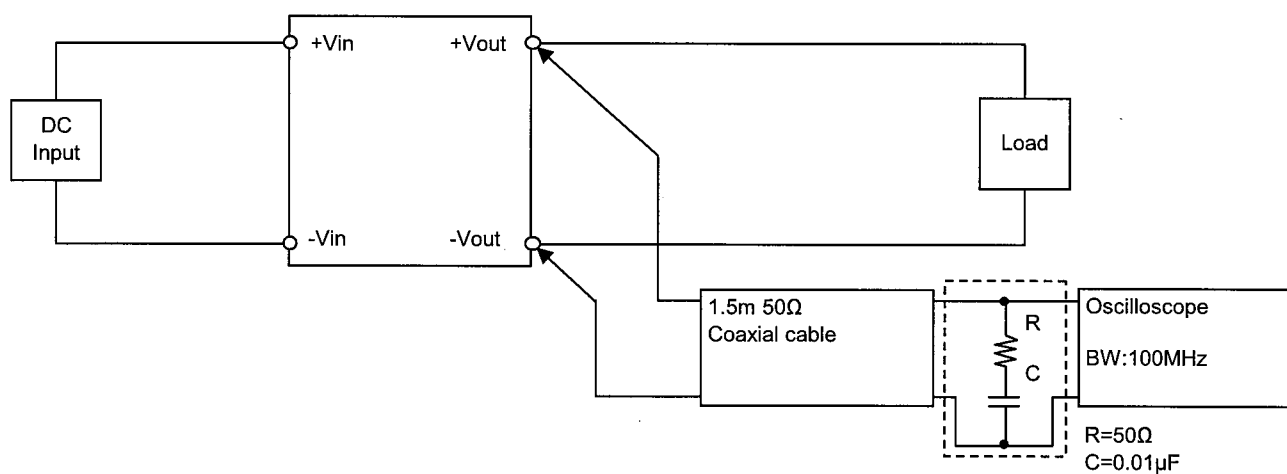 +Vin
+Vout
DC
Input
Load
-Vin
-Vout
1.5m 50Ω
Coaxial cable
R
C
Oscilloscope
BW:100MHz
R=50Ω
C=0.01µF